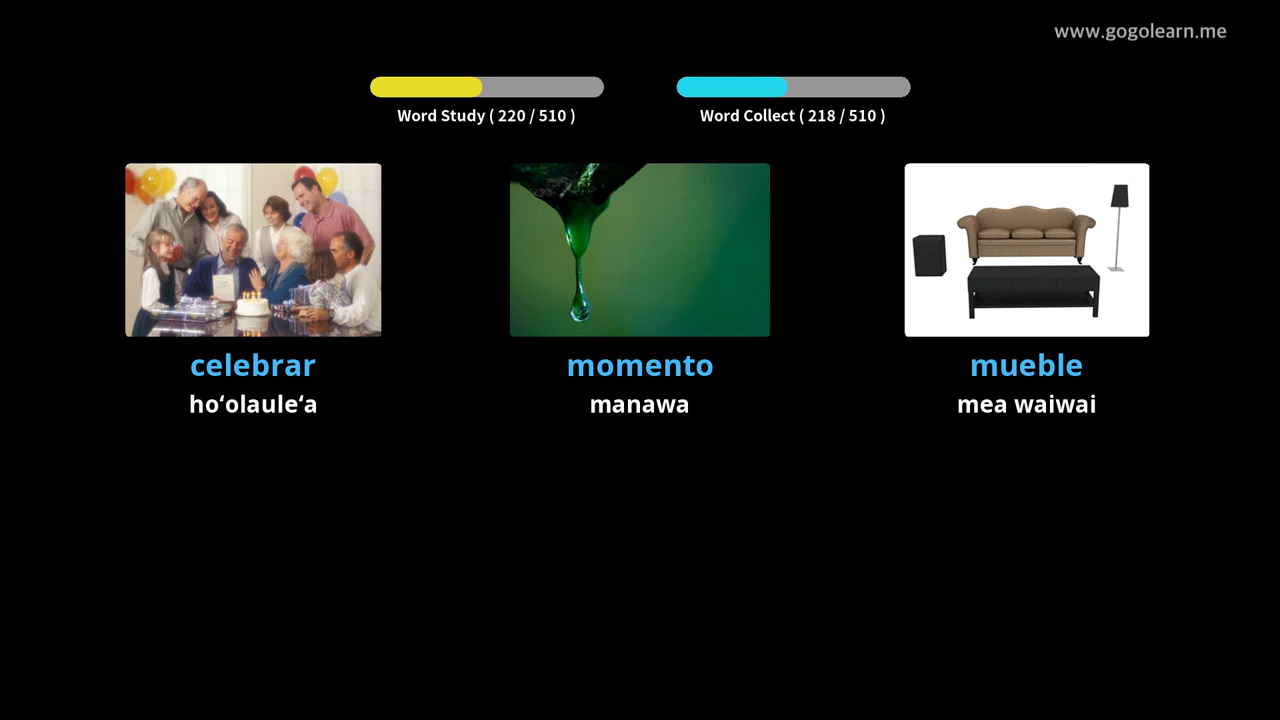 www.gogolearn.me
Word Study ( 220 / 510 )
Word Collect ( 218 / 510 )
celebrar
momento
mueble
hoʻolauleʻa
manawa
mea waiwai